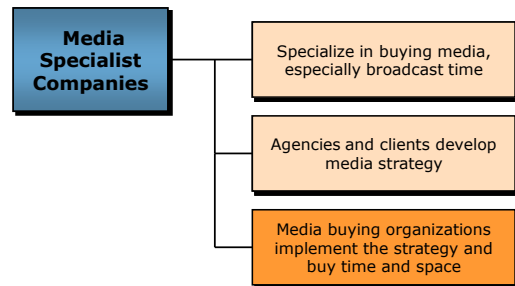 Media
Specialist
Companies
Specialize in buying media,
especially broadcast time
Agencies and clients develop
media strategy
Media buying organizations
implement the strategy and
buy time and space